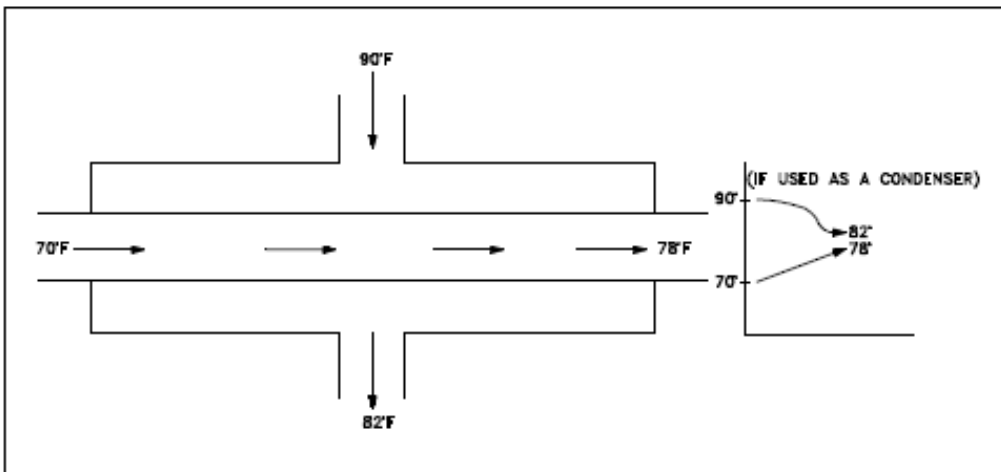 90°F
(IF USED AS A CONDENSER)
90°
82°
70°F
78°F
78°
70°
82°F